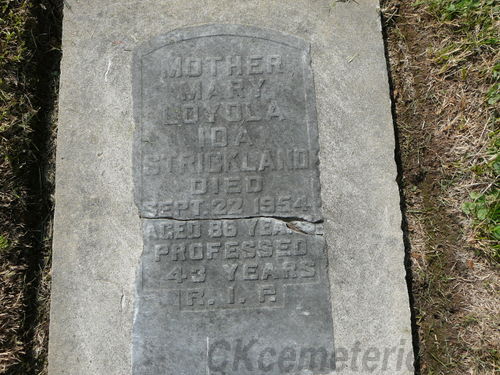 MOTHER
MARY
LOYOLA
IDA
STRICKLAND
DIED
SEPT. 22, 1954
AGED 86 YEARS
PROFESSED
43 YEARS
R. I. P.
CKcemeteries